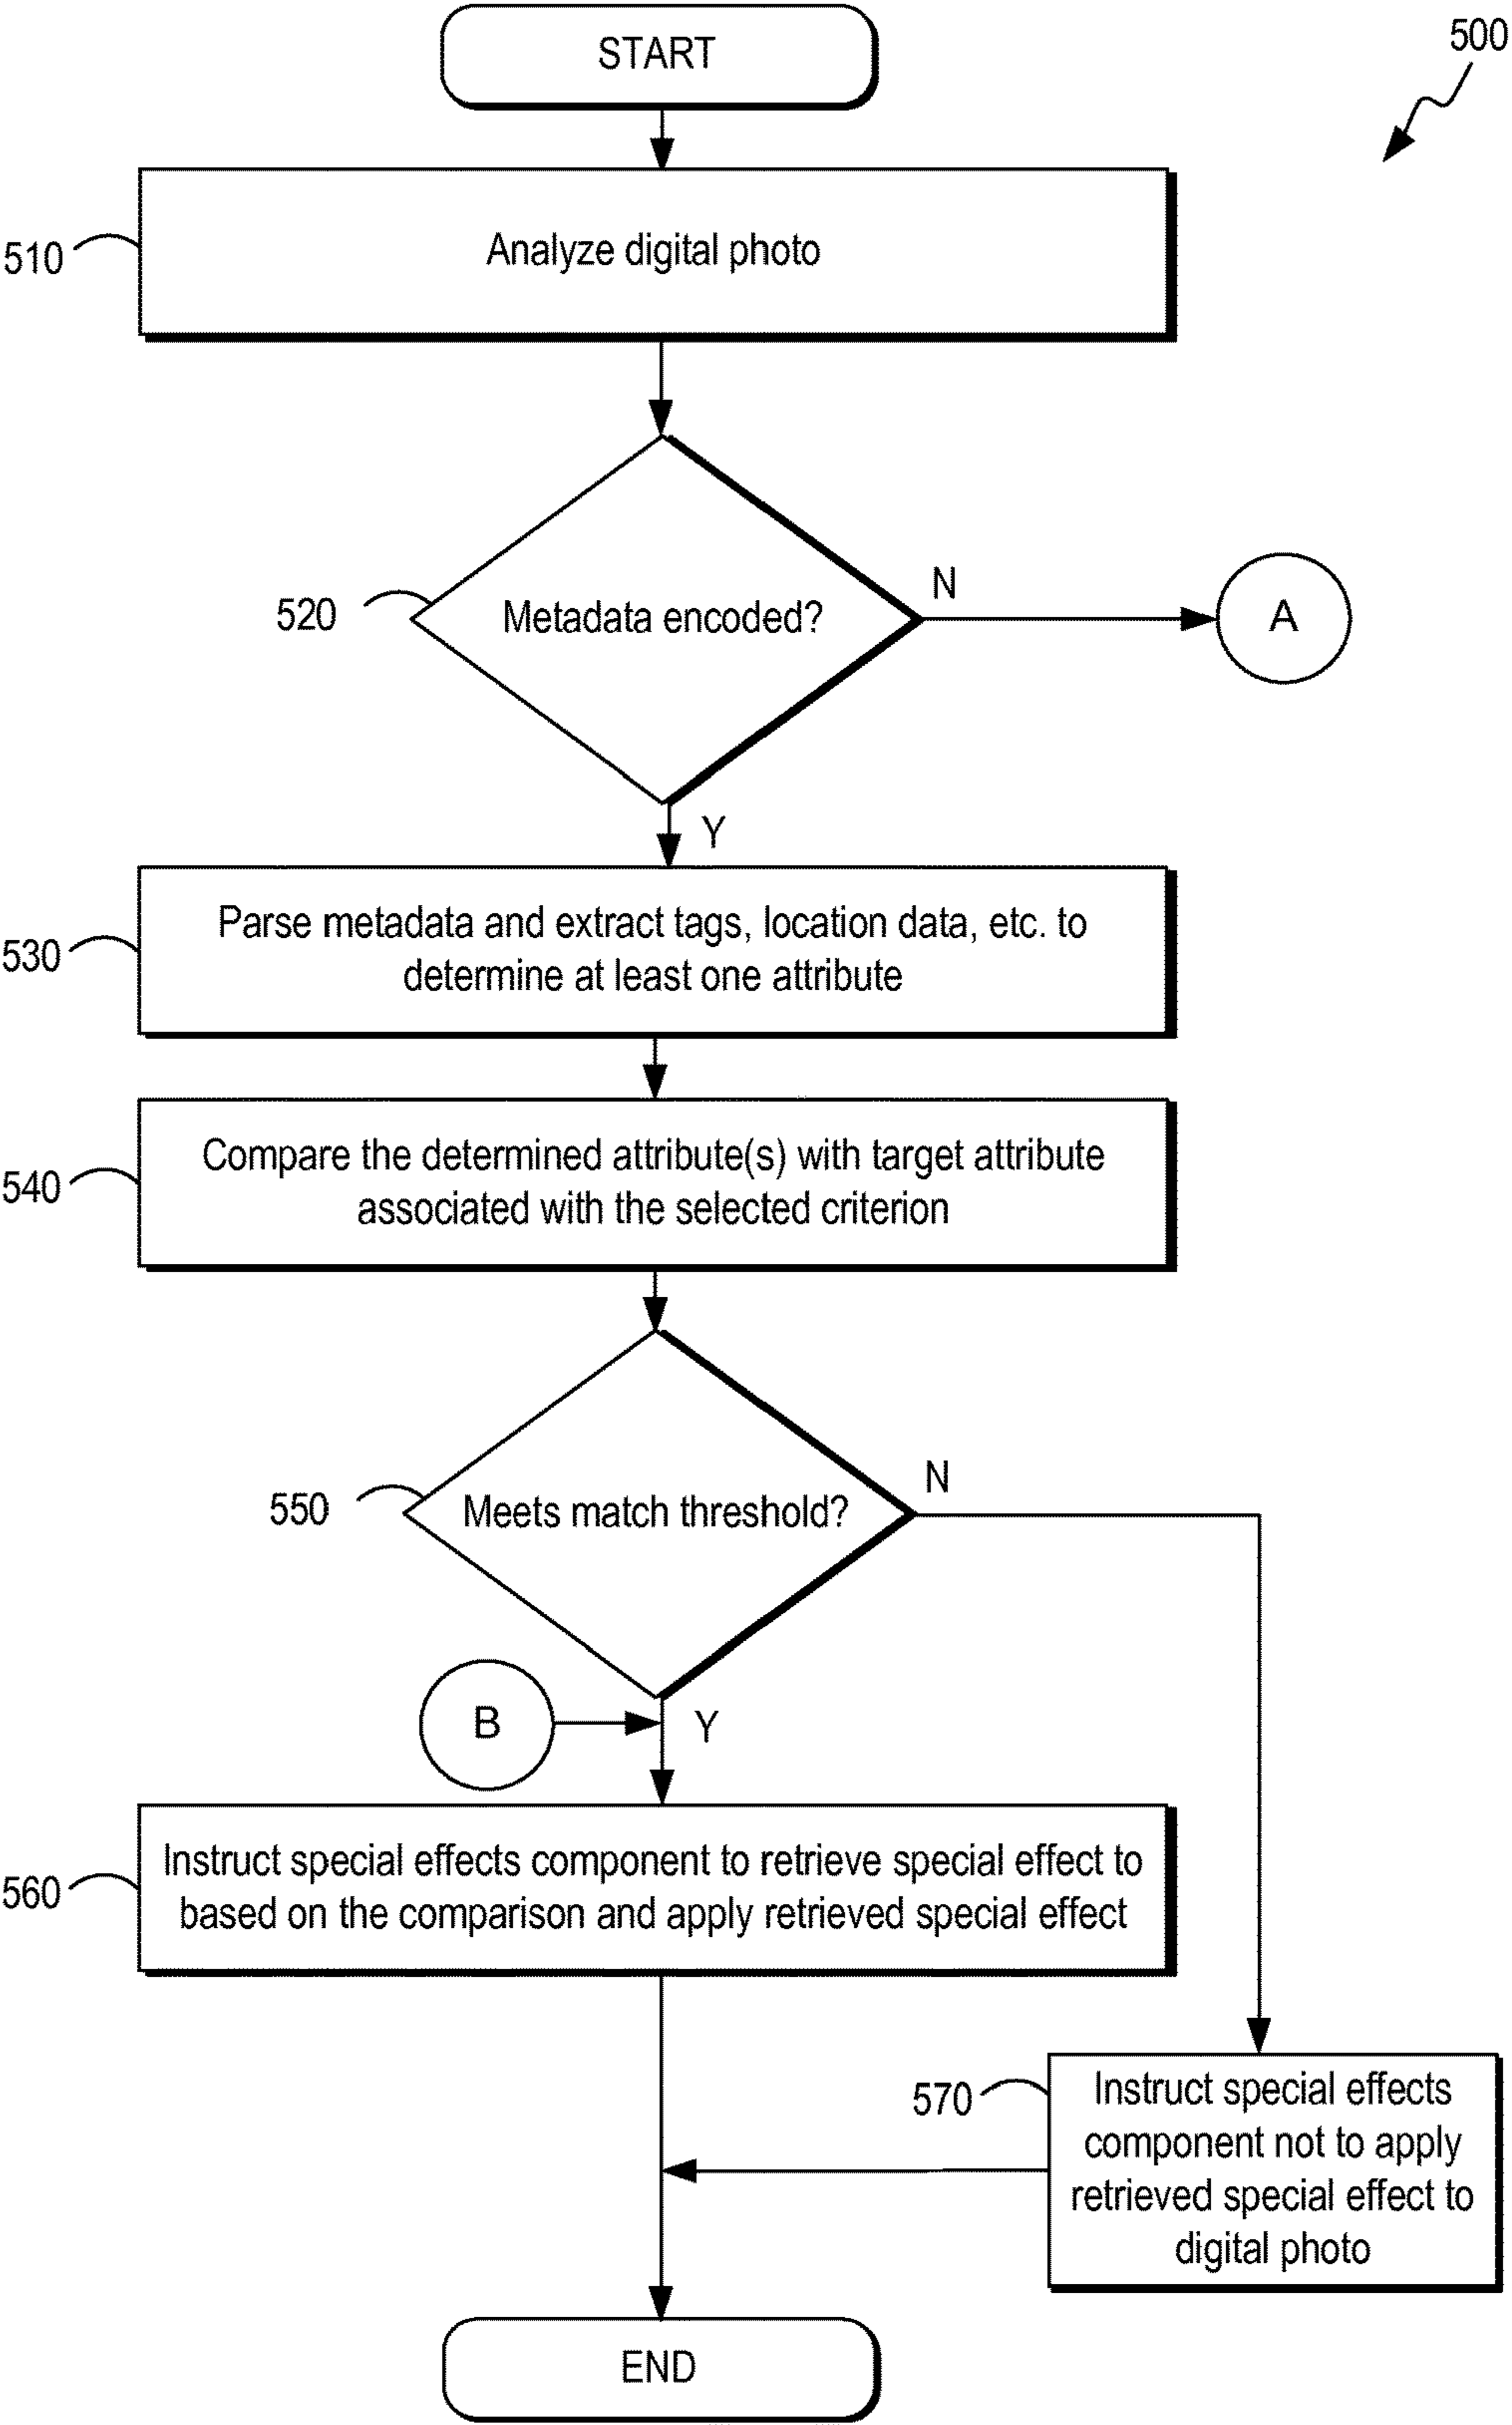 START
500
510
Analyze digital photo
520
Metadata encoded?
N
A
Y
530
Parse metadata and extract tags, location data, etc. to
determine at least one attribute
540
Compare the determined attribute(s) with target attribute
associated with the selected criterion
550
Meets match threshold?
N
B
Y
560
Instruct special effects component to retrieve special effect to
based on the comparison and apply retrieved special effect
570
Instruct special effects
component not to apply
retrieved special effect to
digital photo
END